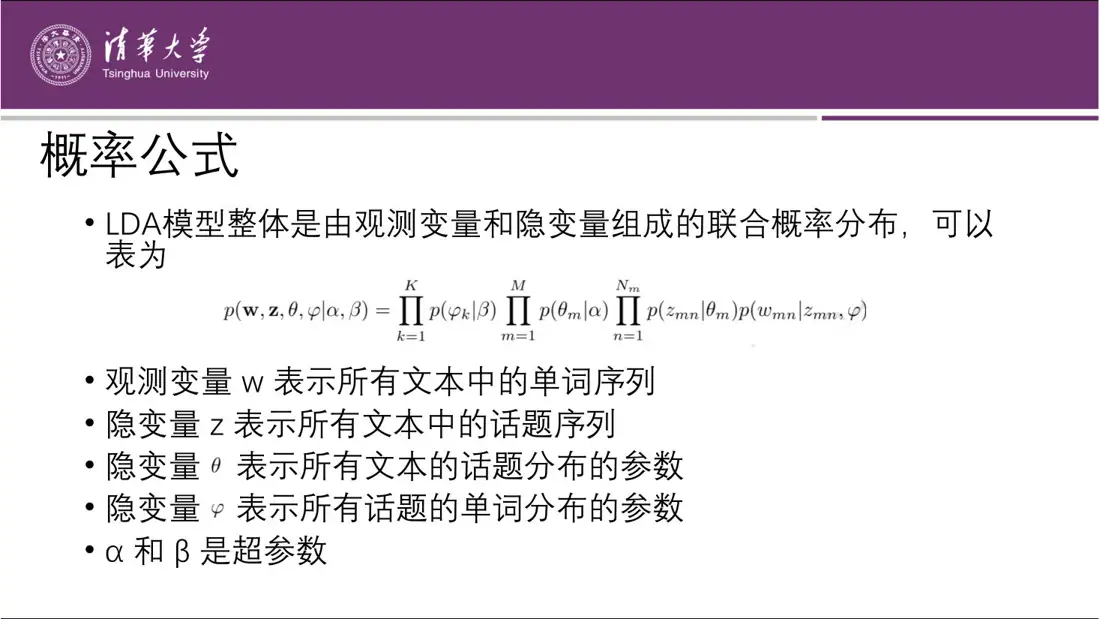 清华大学
Tsinghua University
概率公式
• LDA模型整体是由观测变量和隐变量组成的联合概率分布，可以
表为
p(w, z, θ, φ|α, β) = ∏_{k=1}^{K} p(φ_k|β) ∏_{m=1}^{M} p(θ_m|α) ∏_{n=1}^{N_m} p(z_{mn}|θ_m)p(w_{mn}|z_{mn}, φ)
• 观测变量 w 表示所有文本中的单词序列
• 隐变量 z 表示所有文本中的话题序列
• 隐变量 θ 表示所有文本的话题分布的参数
• 隐变量 φ 表示所有话题的单词分布的参数
• α 和 β 是超参数